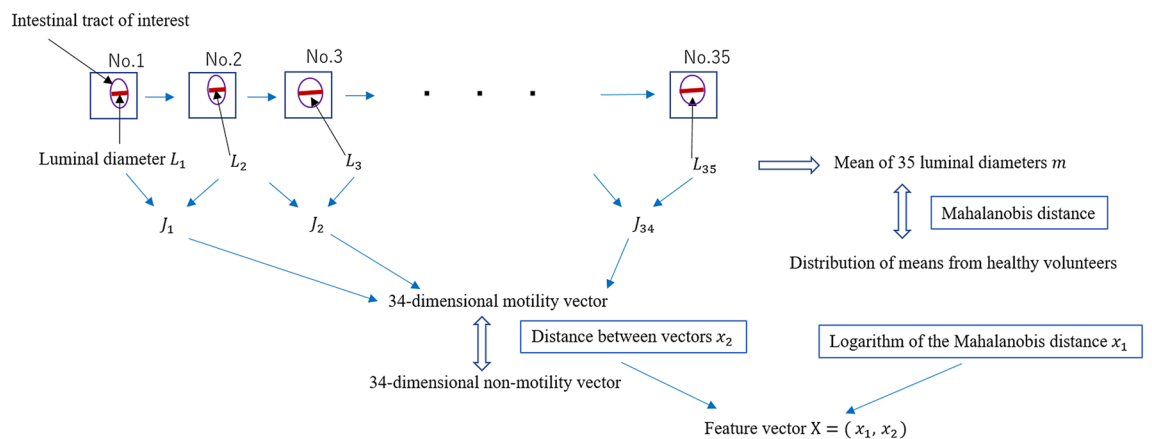 Intestinal tract of interest
No.1
No.2
No.3
No.35
Luminal diameter L₁
L₂
L₃
L₃₅
Mean of 35 luminal diameters m
J₁
J₂
J₃₄
Mahalanobis distance
Distribution of means from healthy volunteers
34-dimensional motility vector
Distance between vectors x₂
Logarithm of the Mahalanobis distance x₁
34-dimensional non-motility vector
Feature vector X = ( x₁, x₂ )